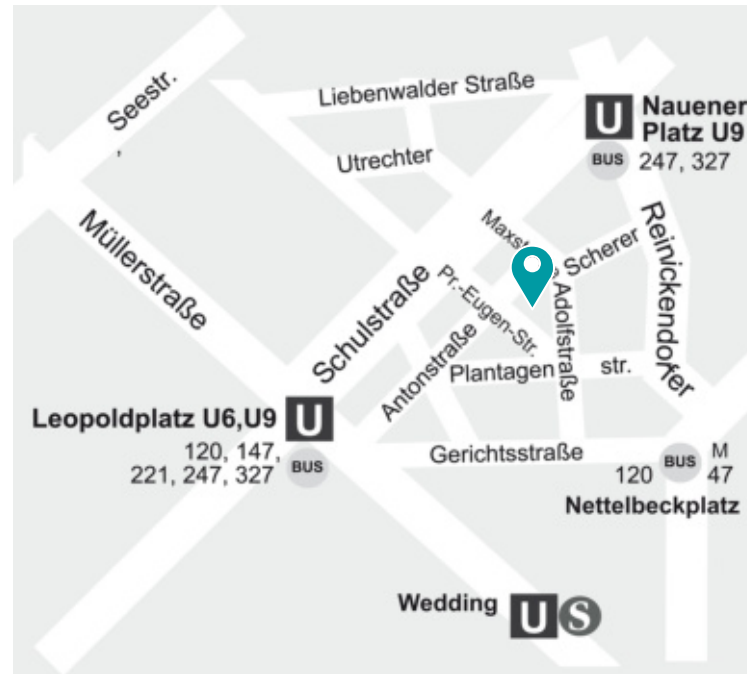 Seestr.
,
Liebenwalder Straße
U
Nauener
Platz U9
BUS
247, 327
Utrechter
Müllerstraße
Scherer
Reinickendorfer
Schulstraße
Pr.-Eugen-Str.
Adolfstraße
Antonstraße
Plantagen
str.
Leopoldplatz U6,U9
U
120, 147,
221, 247, 327
BUS
Gerichtsstraße
120
BUS
M
47
Nettelbeckplatz
Wedding
U
S